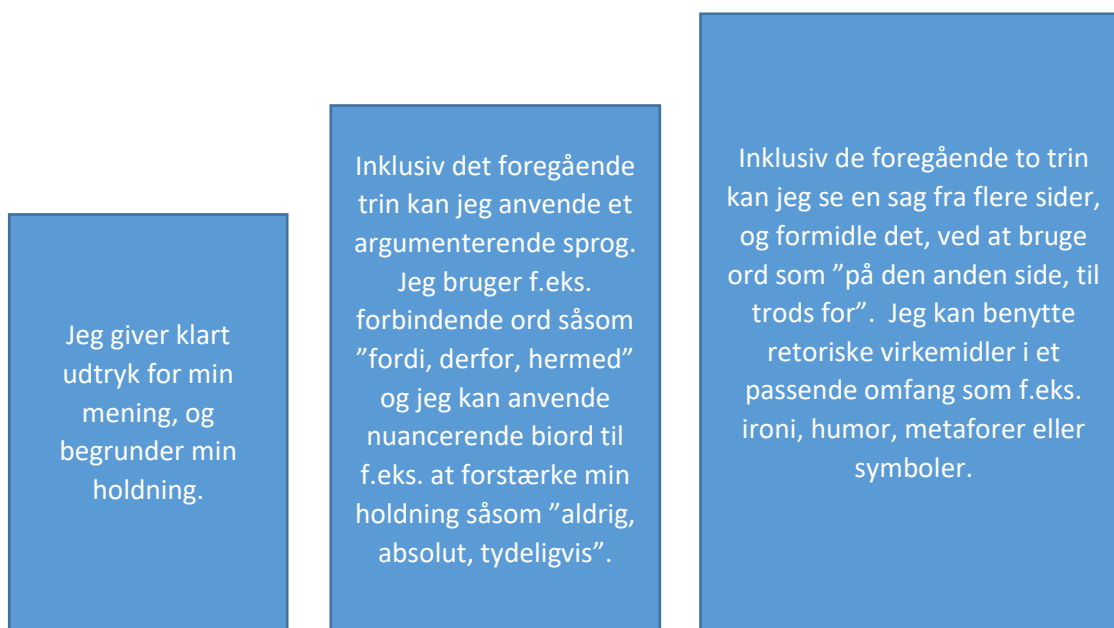 Jeg giver klart
udtryk for min
mening, og
begrunder min
holdning.
Inklusiv det foregående
trin kan jeg anvende et
argumenterende sprog.
Jeg bruger f.eks.
forbindende ord såsom
”fordi, derfor, hermed”
og jeg kan anvende
nuancerende biord til
f.eks. at forstærke min
holdning såsom ”aldrig,
absolut, tydeligvis”.
Inklusiv de foregående to trin
kan jeg se en sag fra flere sider,
og formidle det, ved at bruge
ord som ”på den anden side, til
trods for”.  Jeg kan benytte
retoriske virkemidler i et
passende omfang som f.eks.
ironi, humor, metaforer eller
symboler.